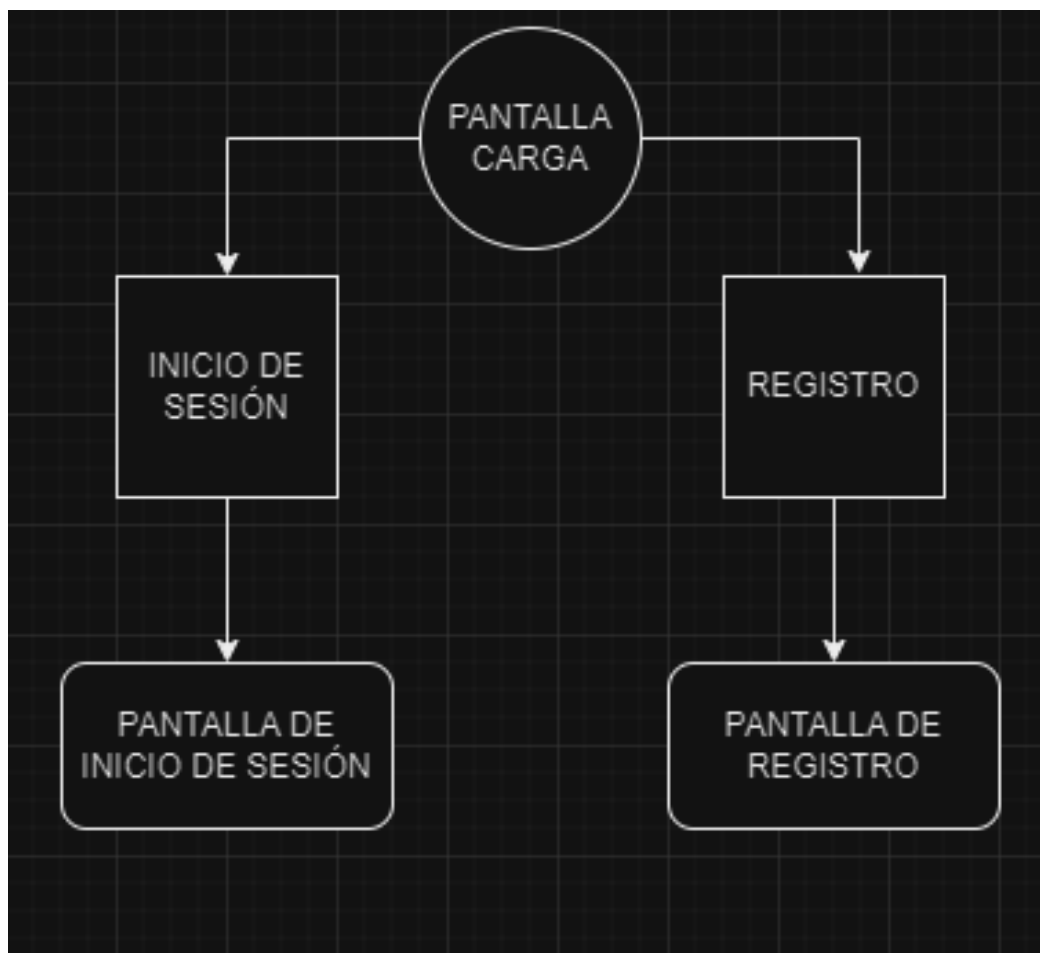 PANTALLA
CARGA
INICIO DE
SESIÓN
REGISTRO
PANTALLA DE
INICIO DE SESIÓN
PANTALLA DE
REGISTRO